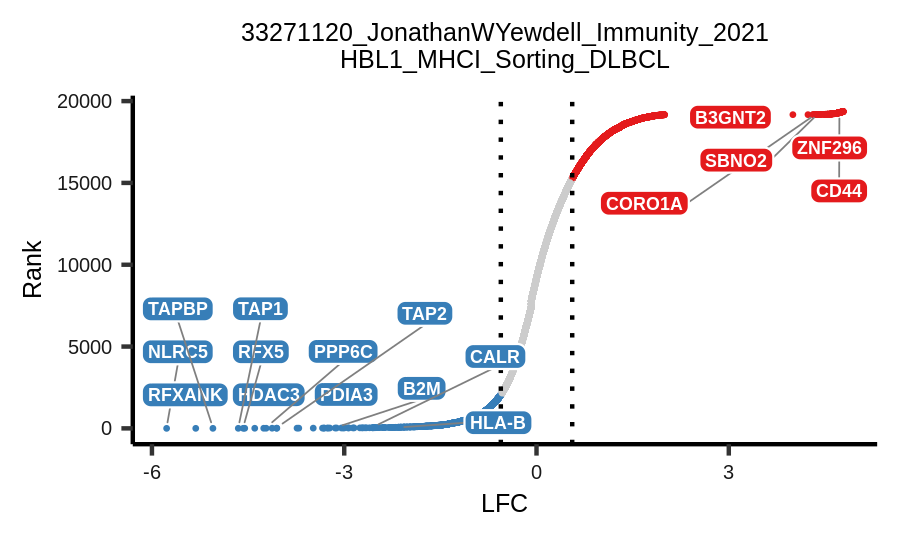 33271120_JonathanWYewdell_Immunity_2021
HBL1_MHCI_Sorting_DLBCL
Rank
20000
15000
10000
5000
0
B3GNT2
SBNO2
ZNF296
CD44
CORO1A
TAPBP
TAP1
TAP2
NLRC5
RFX5
PPP6C
CALR
RFXANK
HDAC3
PDIA3
B2M
HLA-B
-6
-3
0
3
LFC